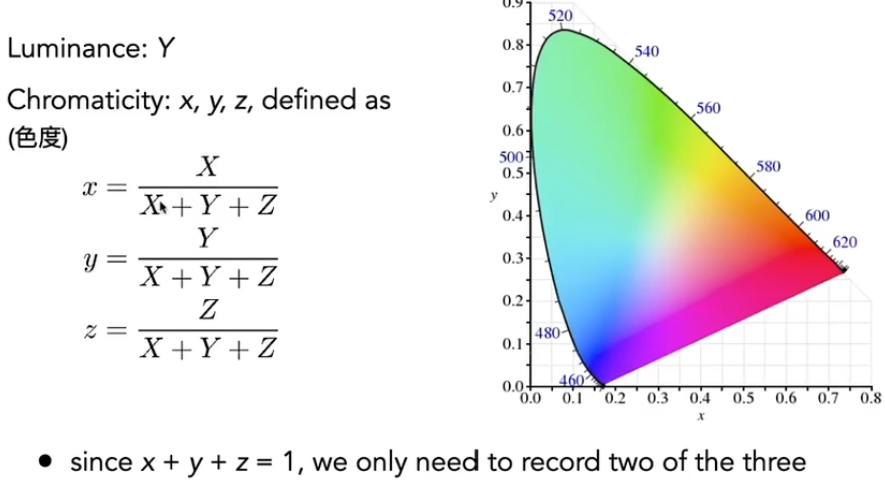 Luminance: Y
Chromaticity: x, y, z, defined as
(色度)
x = X / X + Y + Z
y = Y / X + Y + Z
z = Z / X + Y + Z
since x + y + z = 1, we only need to record two of the three
0.9
0.8
0.7
0.6
0.5
0.4
0.3
0.2
0.1
0.0
y
520
540
560
580
600
620
500
480
460
0.0 0.1 0.2 0.3 0.4 0.5 0.6 0.7 0.8
x